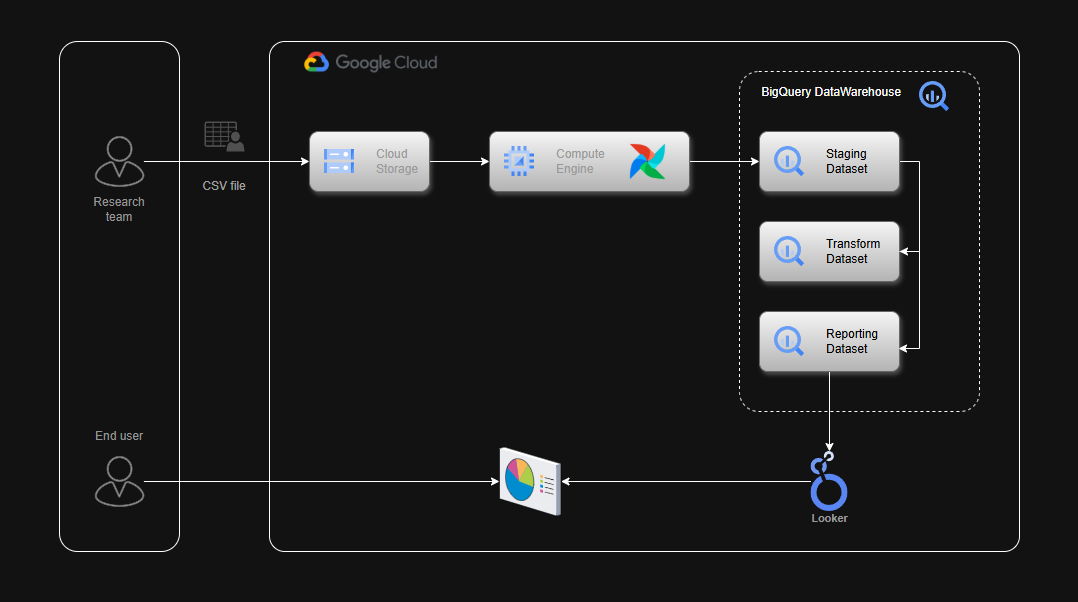 Google Cloud
BigQuery DataWarehouse
Research
team
CSV file
Cloud
Storage
Compute
Engine
Staging
Dataset
Transform
Dataset
Reporting
Dataset
End user
Looker